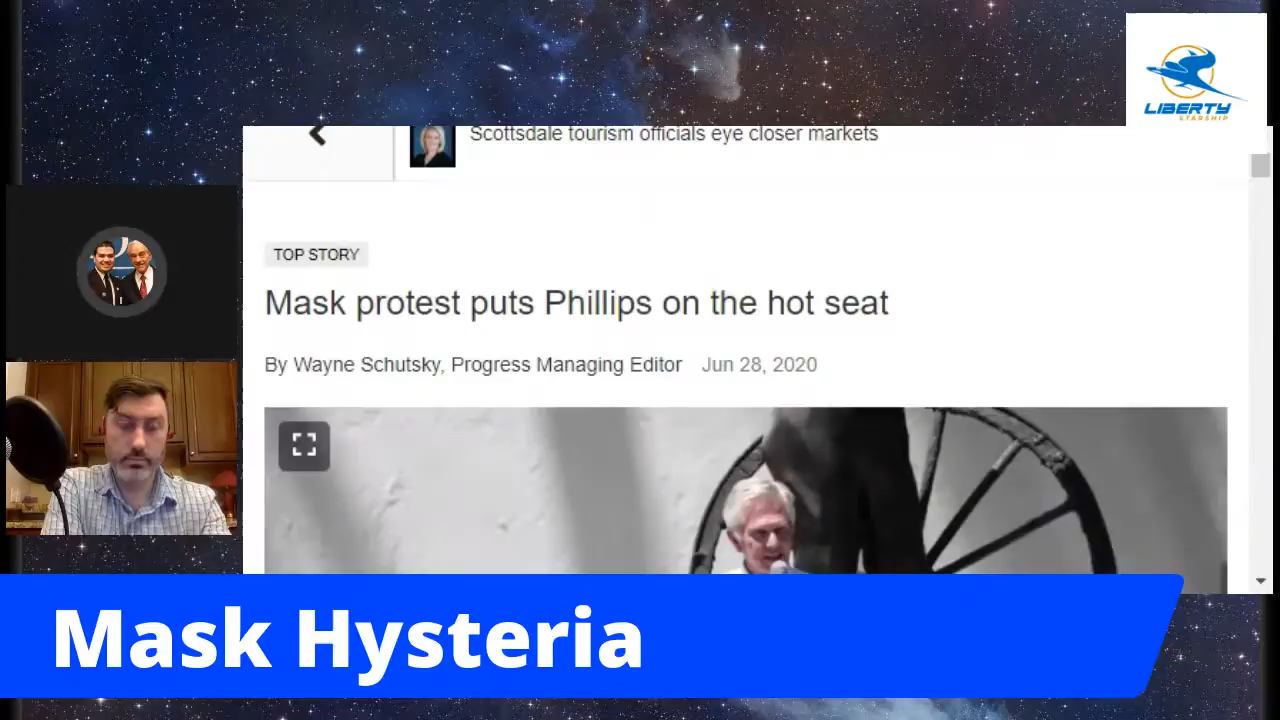 LIBERTY
STARSHIP
Scottsdale tourism officials eye closer markets
TOP STORY
Mask protest puts Phillips on the hot seat
By Wayne Schutsky, Progress Managing Editor Jun 28, 2020
Mask Hysteria